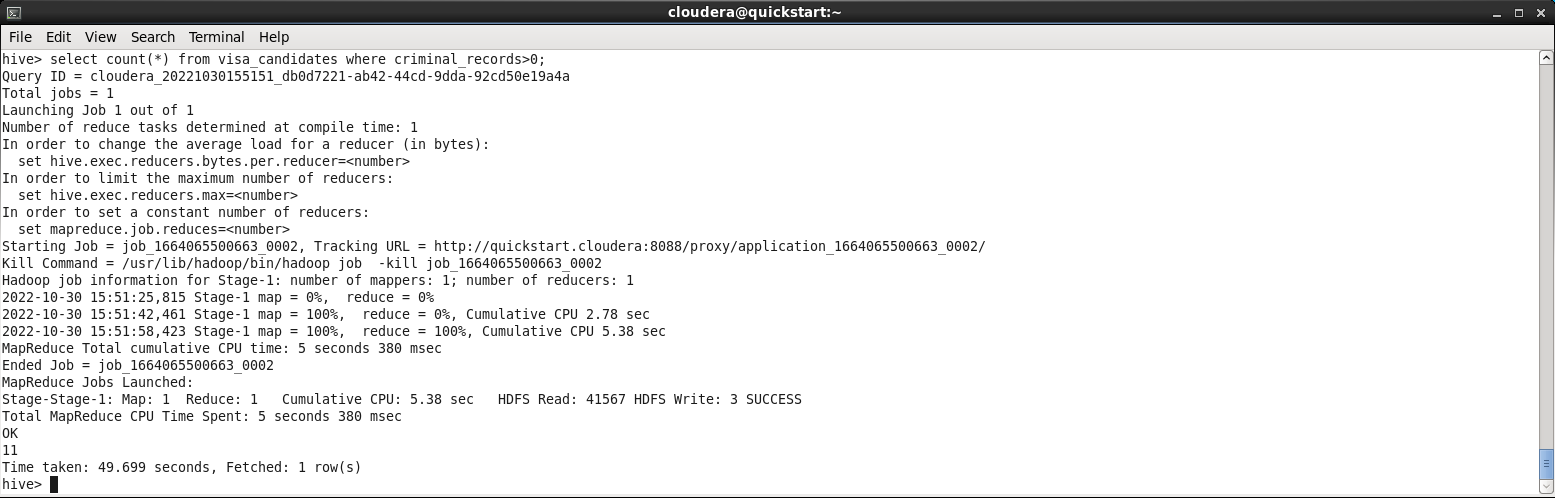 cloudera@quickstart:~
File Edit View Search Terminal Help
hive> select count(*) from visa_candidates where criminal_records>0;
Query ID = cloudera_20221030155151_db0d7221-ab42-44cd-9dda-92cd50e19a4a
Total jobs = 1
Launching Job 1 out of 1
Number of reduce tasks determined at compile time: 1
In order to change the average load for a reducer (in bytes):
  set hive.exec.reducers.bytes.per.reducer=<number>
In order to limit the maximum number of reducers:
  set hive.exec.reducers.max=<number>
In order to set a constant number of reducers:
  set mapreduce.job.reduces=<number>
Starting Job = job_1664065500663_0002, Tracking URL = http://quickstart.cloudera:8088/proxy/application_1664065500663_0002/
Kill Command = /usr/lib/hadoop/bin/hadoop job  -kill job_1664065500663_0002
Hadoop job information for Stage-1: number of mappers: 1; number of reducers: 1
2022-10-30 15:51:25,815 Stage-1 map = 0%,  reduce = 0%
2022-10-30 15:51:42,461 Stage-1 map = 100%,  reduce = 0%, Cumulative CPU 2.78 sec
2022-10-30 15:51:58,423 Stage-1 map = 100%,  reduce = 100%, Cumulative CPU 5.38 sec
MapReduce Total cumulative CPU time: 5 seconds 380 msec
Ended Job = job_1664065500663_0002
MapReduce Jobs Launched:
Stage-Stage-1: Map: 1  Reduce: 1   Cumulative CPU: 5.38 sec   HDFS Read: 41567 HDFS Write: 3 SUCCESS
Total MapReduce CPU Time Spent: 5 seconds 380 msec
OK
11
Time taken: 49.699 seconds, Fetched: 1 row(s)
hive>